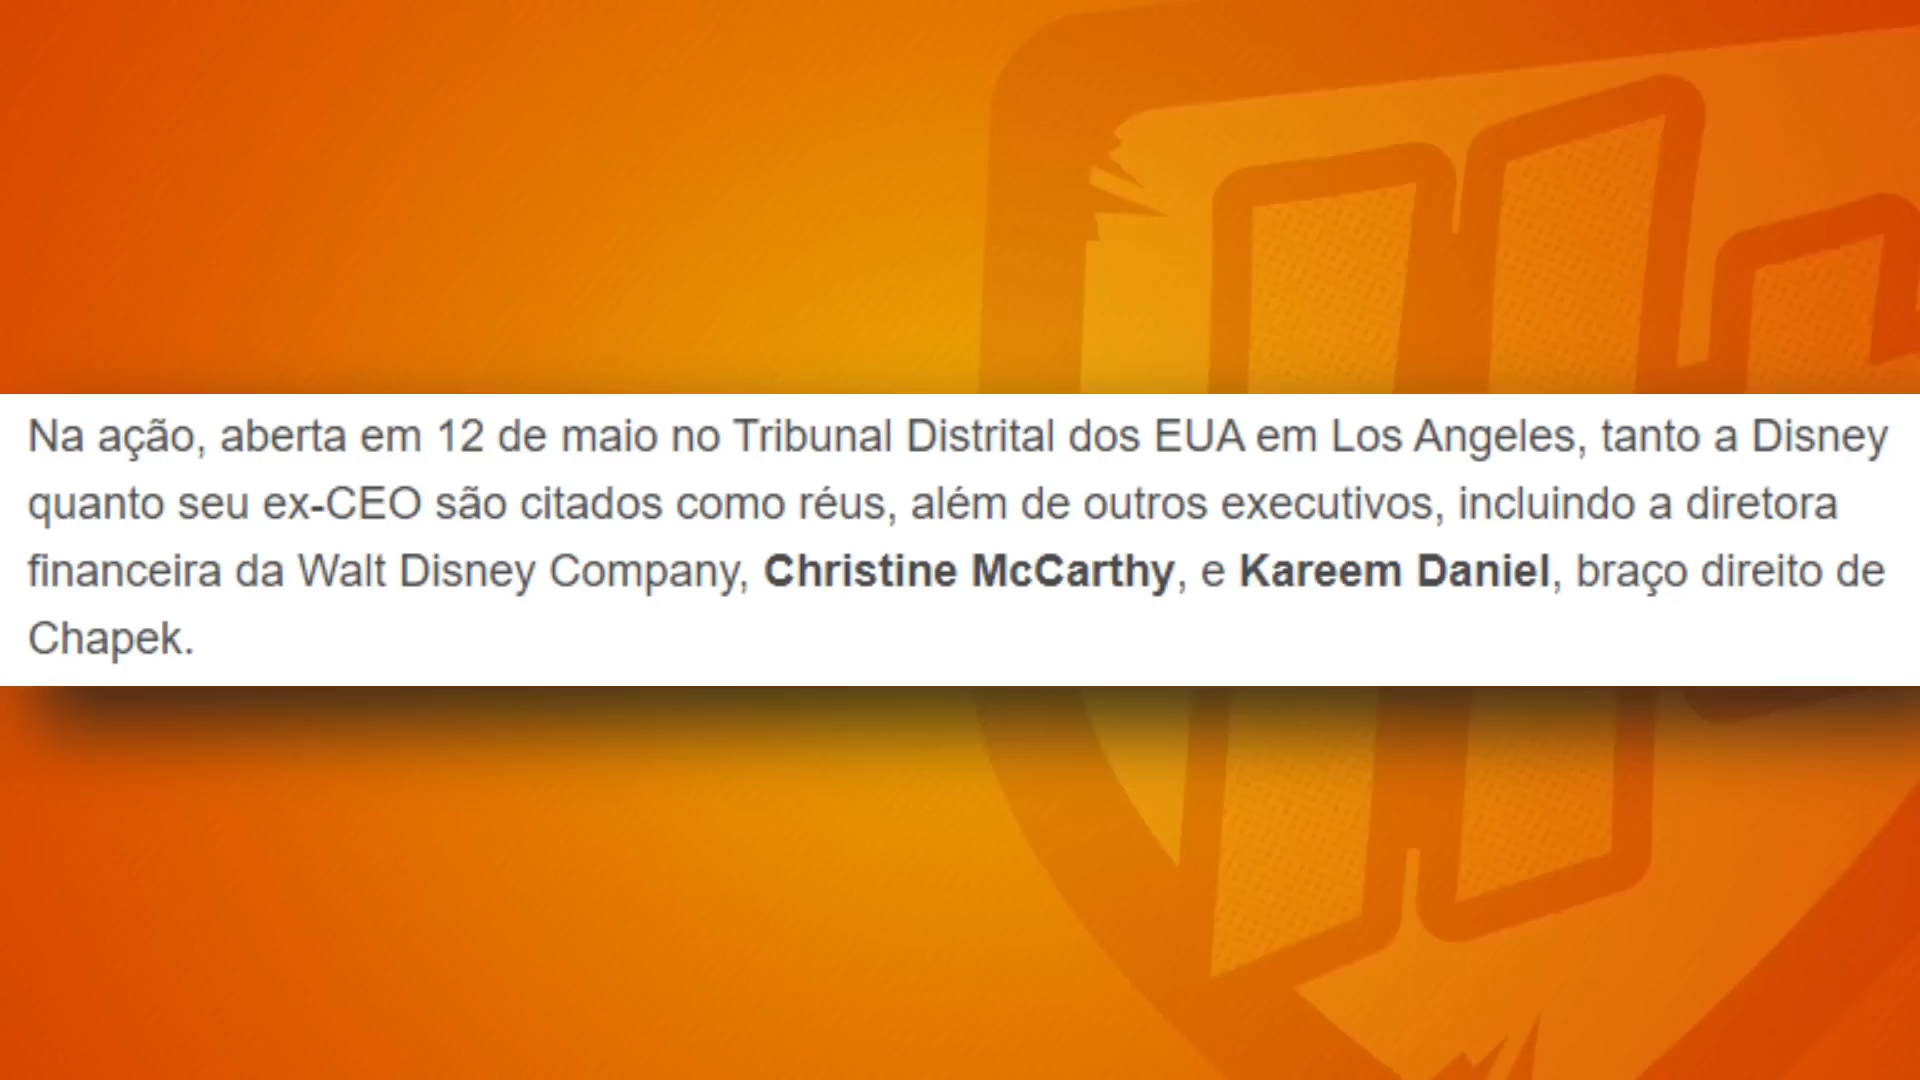 Na ação, aberta em 12 de maio no Tribunal Distrital dos EUA em Los Angeles, tanto a Disney
quanto seu ex-CEO são citados como réus, além de outros executivos, incluindo a diretora
financeira da Walt Disney Company, Christine McCarthy, e Kareem Daniel, braço direito de
Chapek.